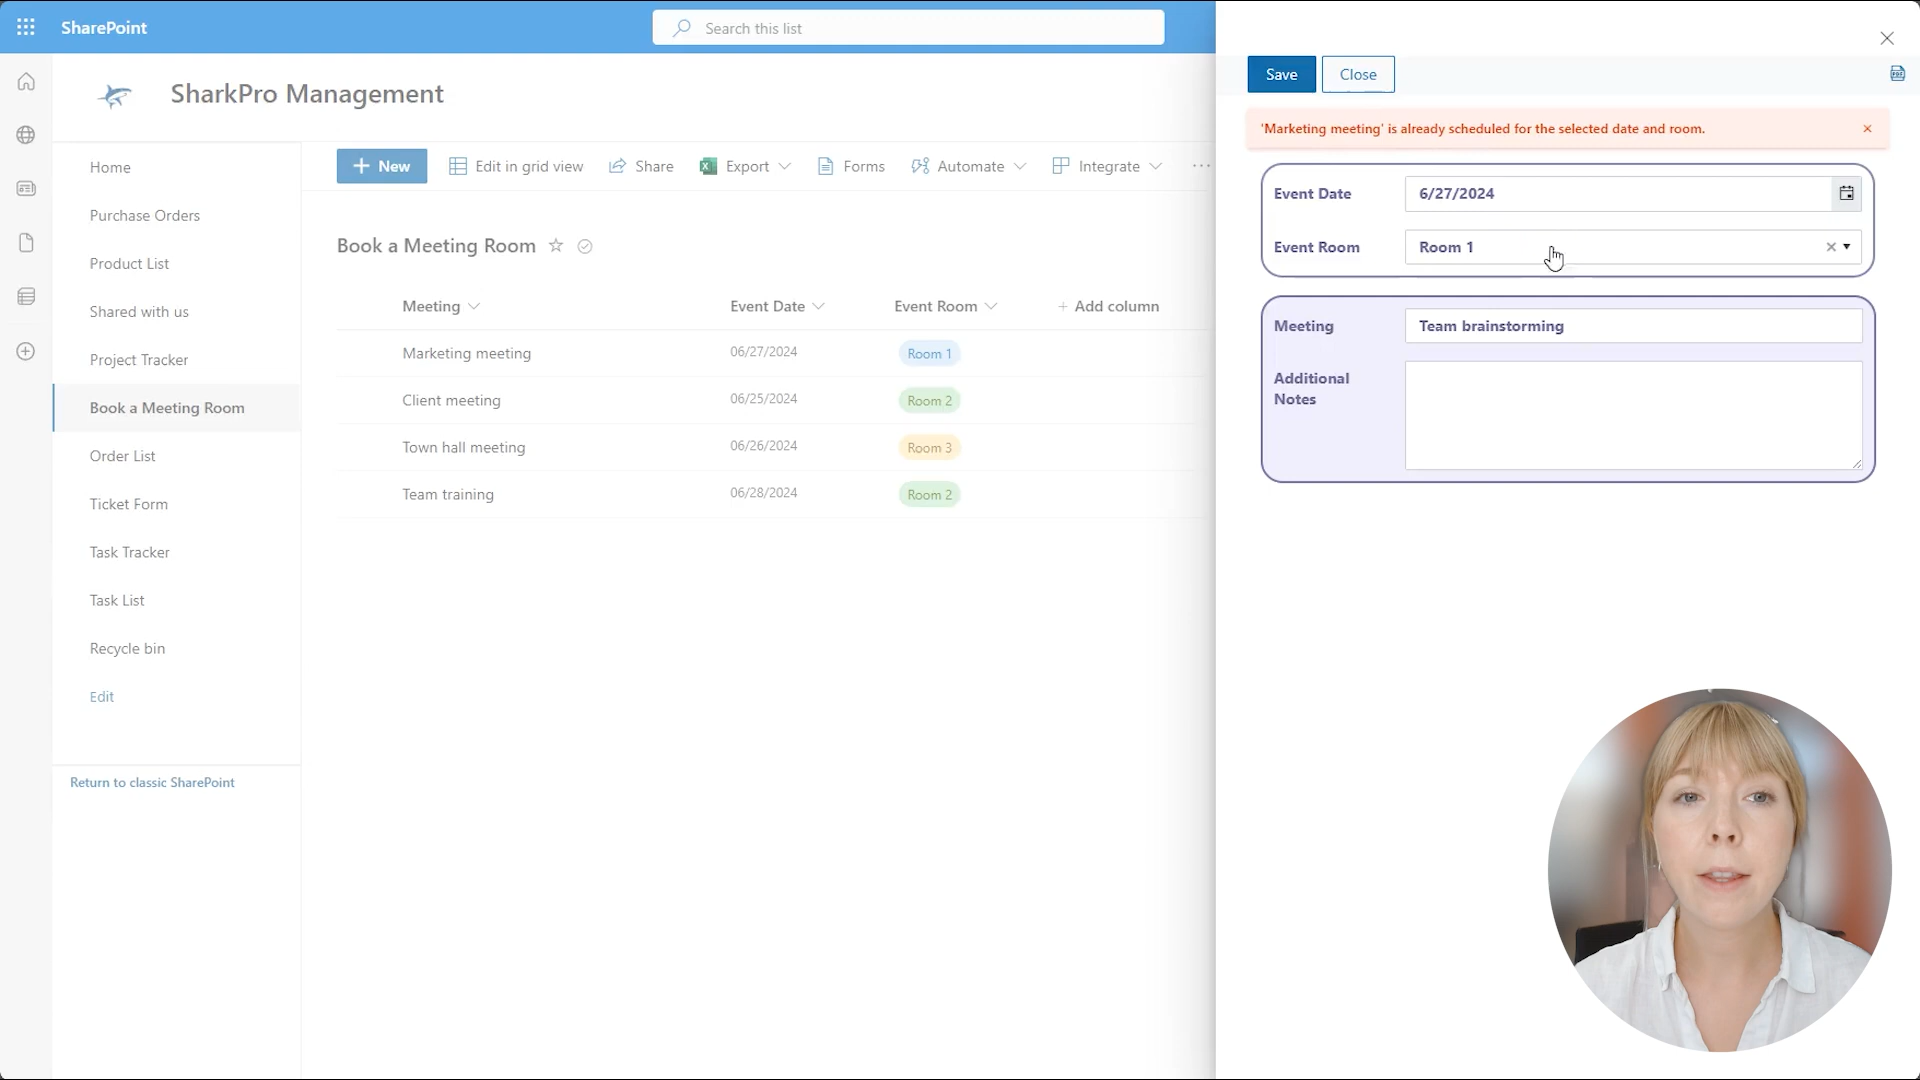 SharePoint
Search this list
SharkPro Management
Home
Purchase Orders
Product List
Shared with us
Project Tracker
Book a Meeting Room
Order List
Ticket Form
Task Tracker
Task List
Recycle bin
Edit
Return to classic SharePoint
New
Edit in grid view
Share
Export
Forms
Automate
Integrate
Book a Meeting Room
Meeting Event Date Event Room + Add column
Marketing meeting 06/27/2024 Room 1
Client meeting 06/25/2024 Room 2
Town hall meeting 06/26/2024 Room 3
Team training 06/28/2024 Room 2
Save
Close
'Marketing meeting' is already scheduled for the selected date and room.
Event Date 6/27/2024
Event Room Room 1
Meeting Team brainstorming
Additional
Notes